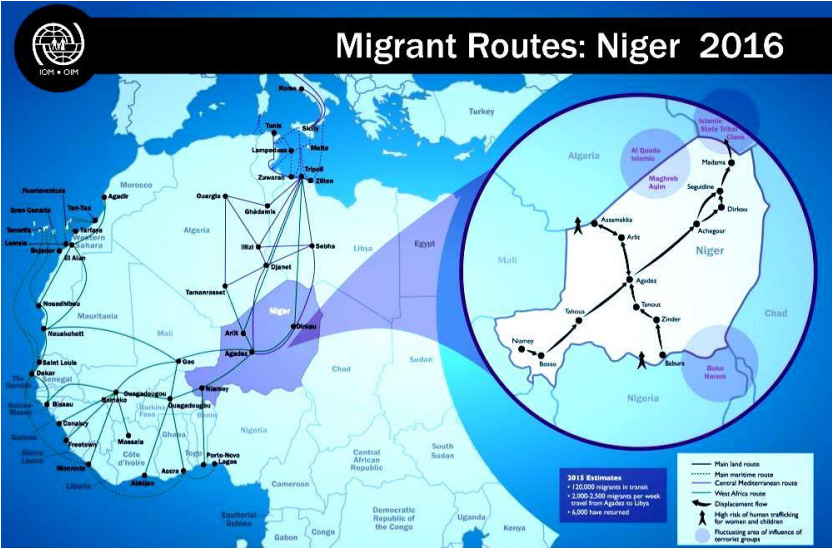 IOM • OIM
Migrant Routes: Niger 2016
Rome
Tunis
Sicily
Lampedusa
Malta
Zuwarah
Tripoli
Zliten
Turkey
Morocco
Agadir
Fuerteventura
Gran Canaria
Tan-Tan
Tenerife
Tarfaya
Western
Sahara
Bojador
El Aiun
Ouargla
Ghadamis
Algeria
Illizi
Sebha
Libya
Egypt
Djanet
Tamanrasset
Nouadhibou
Mauritania
Nouakchott
Mali
Niger
Arlit
Dirkou
Agadez
Saint Louis
Dakar
The
Gambia
Senegal
Gao
Chad
Sudan
Bissau
Guinea-
Bissau
Bamako
Ouagadougou
Ouagadougou
Burkina
Faso
Niamey
Benin
Conakry
Guinea
Freetown
Sierra
Leone
Massala
Côte
d'Ivoire
Ghana
Togo
Nigeria
Monrovia
Liberia
Abidjan
Accra
Porto-Novo
Lagos
Cameroon
Central
African
Republic
South
Sudan
Equitorial
Guinea
Gabon
Congo
Democratic
Republic of
the Congo
Uganda
Kenya
Islamic
State Tribal
Clans
Al Queda
Islamic
Maghreb
Aqim
Algeria
Madama
Seguidine
Dirkou
Achegour
Assamakka
Arlit
Niger
Mali
Agadez
Chad
Tahoua
Tanout
Zinder
Niamey
Bosso
Babura
Boko
Haram
Nigeria
2015 Estimates
• 120,000 migrants in transit
• 2,000-2,500 migrants per week
travel from Agadez to Libya
• 6,000 have returned
Main land route
Main maritime route
Central Mediterranean route
West Africa route
Displacement flow
High risk of human trafficking
for women and children
Fluctuating area of influence of
terrorist groups